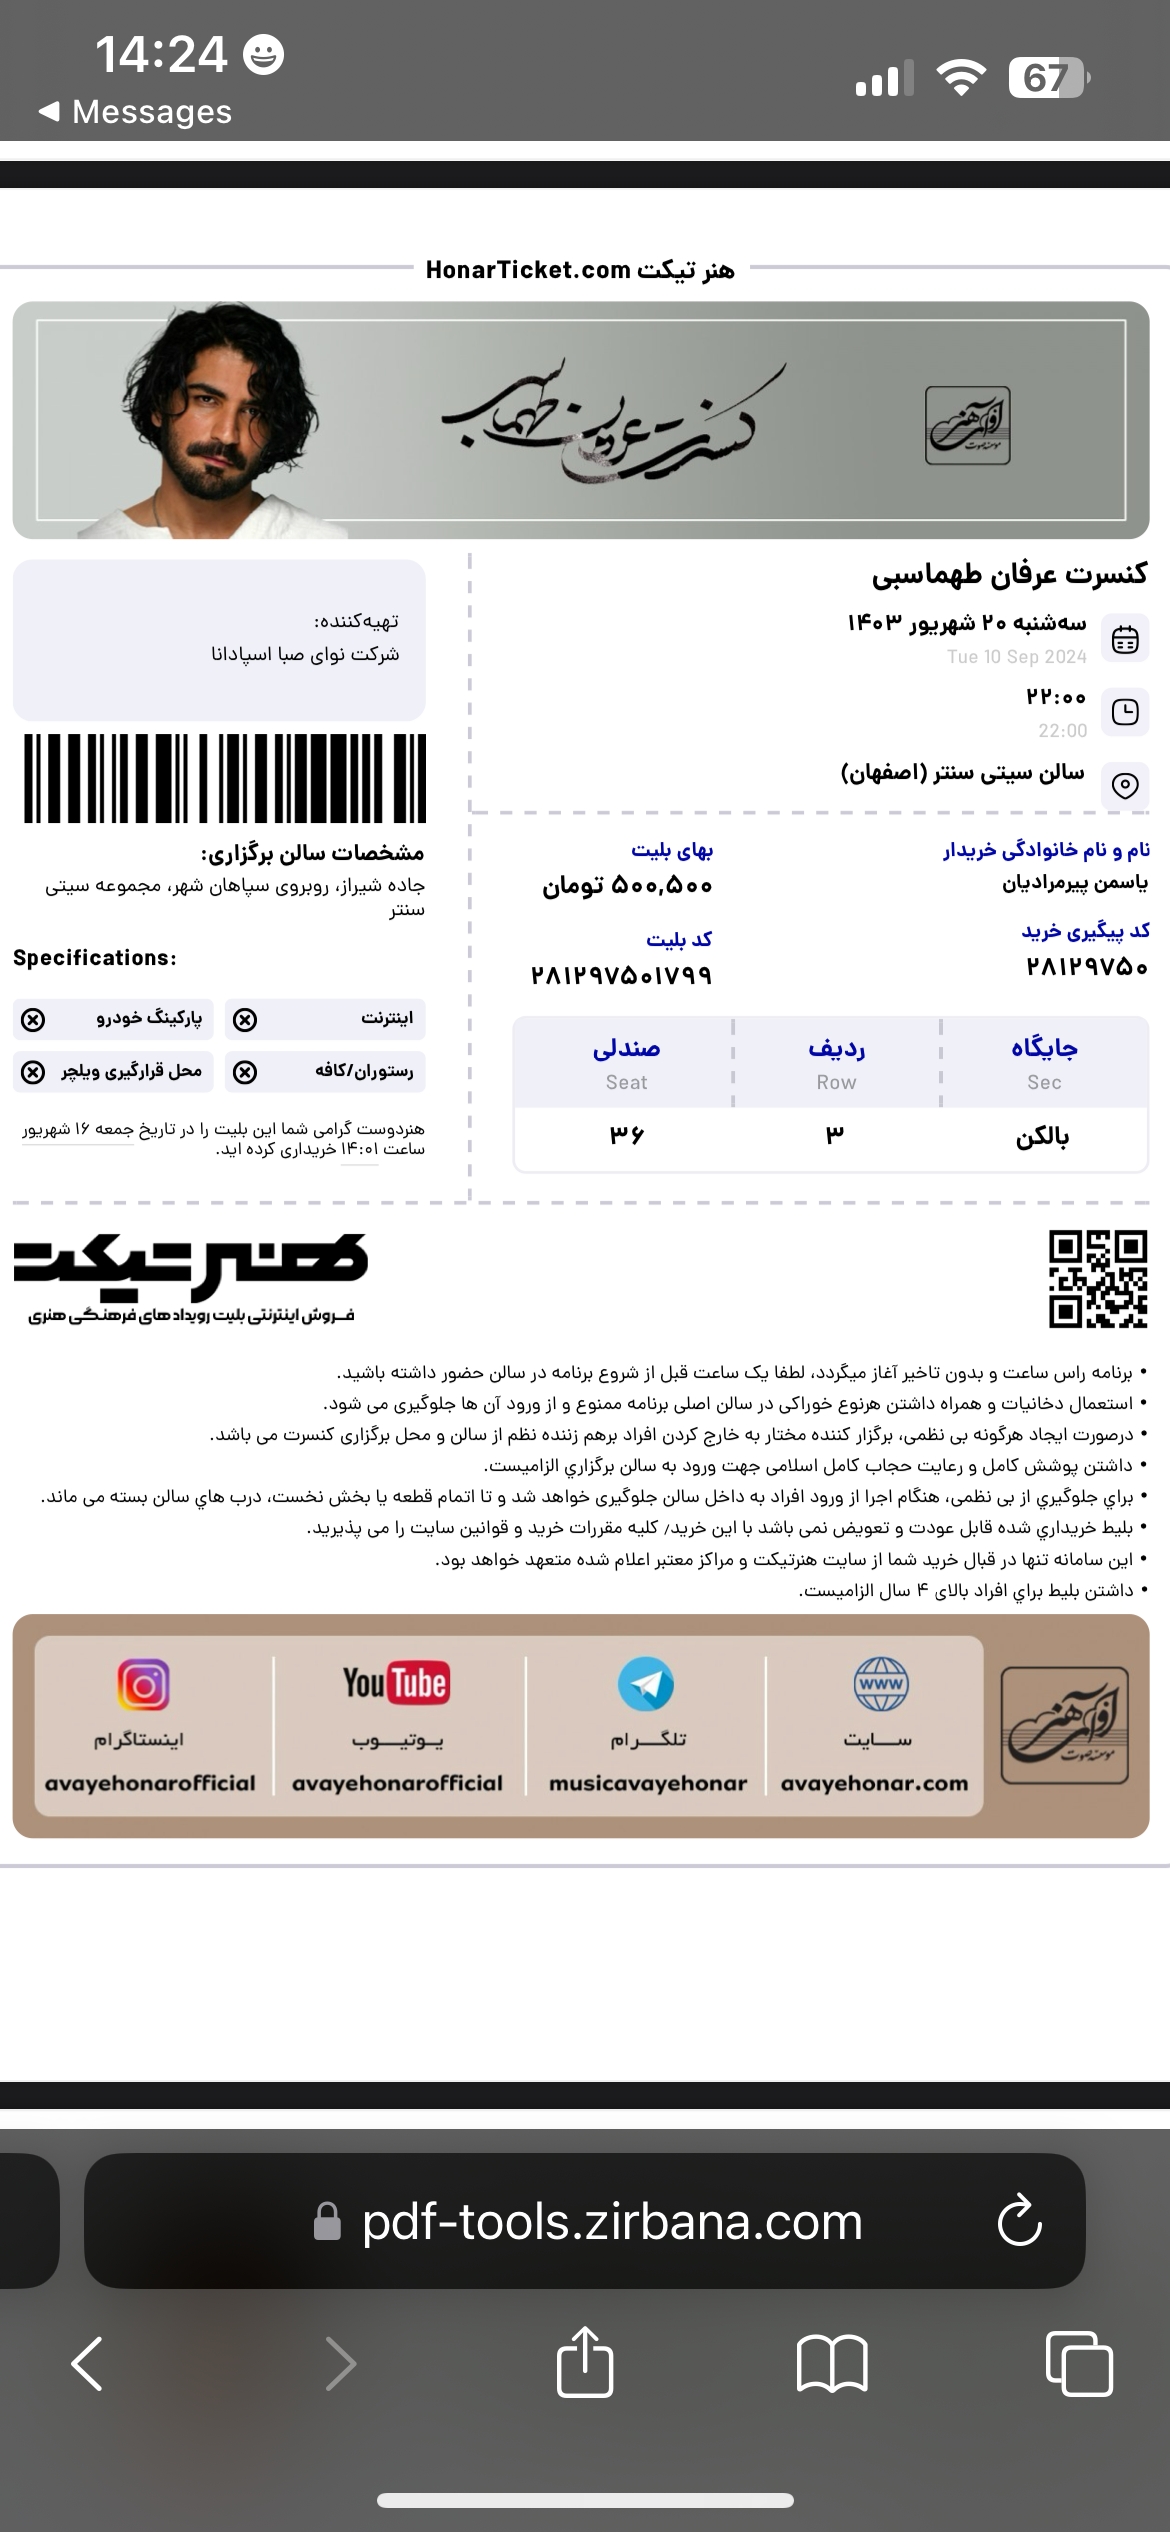 14:24
Messages
67
هنر تیکت HonarTicket.com
کنسرت عرفان طهماسبی
آوای هنر
موسسه صوت
کنسرت عرفان طهماسبی
سه‌شنبه ۲۰ شهریور ۱۴۰۳
Tue 10 Sep 2024
۲۲:۰۰
22:00
سالن سیتی سنتر (اصفهان)
نام و نام خانوادگی خریدار
یاسمن پیرمرادیان
کد پیگیری خرید
۲۸۱۲۹۷۵۰
بهای بلیت
۵۰۰,۵۰۰ تومان
کد بلیت
۲۸۱۲۹۷۵۰۱۷۹۹
جایگاه ردیف صندلی
Sec Row Seat
بالکن ۳ ۳۶
تهیه‌کننده:
شرکت نوای صبا اسپادانا
مشخصات سالن برگزاری:
جاده شیراز، روبروی سپاهان شهر، مجموعه سیتی
سنتر
Specifications:
اینترنت پارکینگ خودرو
رستوران/کافه محل قرارگیری ویلچر
هنردوست گرامی شما این بلیت را در تاریخ جمعه ۱۶ شهریور
ساعت ۱۴:۰۱ خریداری کرده اید.
هنر تیکت
فروش اینترنتی بلیت رویدادهای فرهنگی هنری
• برنامه راس ساعت و بدون تاخیر آغاز میگردد، لطفا یک ساعت قبل از شروع برنامه در سالن حضور داشته باشید.
• استعمال دخانیات و همراه داشتن هرنوع خوراکی در سالن اصلی برنامه ممنوع و از ورود آن ها جلوگیری می شود.
• درصورت ایجاد هرگونه بی نظمی، برگزار کننده مختار به خارج کردن افراد برهم زننده نظم از سالن و محل برگزاری کنسرت می باشد.
• داشتن پوشش کامل و رعایت حجاب کامل اسلامی جهت ورود به سالن برگزاري الزامیست.
• براي جلوگیري از بی نظمی، هنگام اجرا از ورود افراد به داخل سالن جلوگیری خواهد شد و تا اتمام قطعه یا بخش نخست، درب هاي سالن بسته می ماند.
• بلیط خریداري شده قابل عودت و تعویض نمی باشد با این خرید٫ کلیه مقررات خرید و قوانین سایت را می پذیرید.
• این سامانه تنها در قبال خرید شما از سایت هنرتیکت و مراکز معتبر اعلام شده متعهد خواهد بود.
• داشتن بلیط براي افراد بالای ۴ سال الزامیست.
آوای هنر
موسسه صوت
www
سایت
avayehonar.com
تلگرام
musicavayehonar
YouTube
یوتیوب
avayehonarofficial
اینستاگرام
avayehonarofficial
pdf-tools.zirbana.com